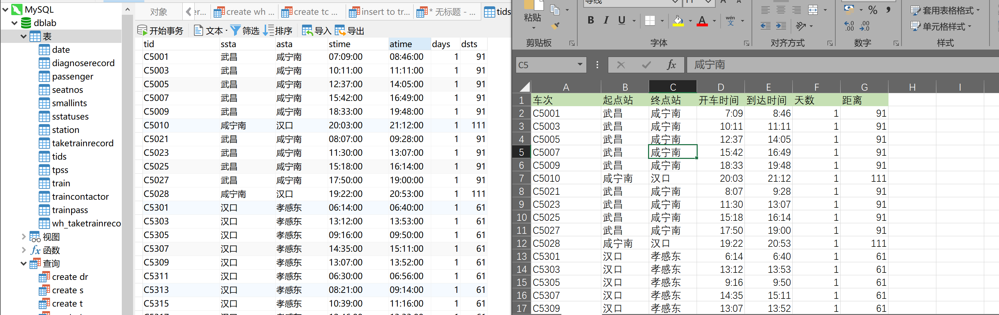 MySQL
dblab
表
date
diagnoserecord
passenger
seatnos
smallints
sstatuses
station
taketrainrecord
tids
tpss
train
traincontactor
trainpass
wh_taketrainreco
视图
fx 函数
查询
create dr
create s
create t
对象 er... create wh ... create tc ... insert to tr... * 无标题 - ... tids
开始事务 文本 筛选 排序 导入 导出
tid ssta asta stime atime days dsts
C5001 武昌 咸宁南 07:09:00 08:46:00 1 91
C5003 武昌 咸宁南 10:11:00 11:11:00 1 91
C5005 武昌 咸宁南 12:37:00 14:05:00 1 91
C5007 武昌 咸宁南 15:42:00 16:49:00 1 91
C5009 武昌 咸宁南 18:33:00 19:48:00 1 91
C5010 咸宁南 汉口 20:03:00 21:12:00 1 111
C5021 武昌 咸宁南 08:07:00 09:28:00 1 91
C5023 武昌 咸宁南 11:30:00 13:07:00 1 91
C5025 武昌 咸宁南 15:18:00 16:14:00 1 91
C5027 武昌 咸宁南 17:50:00 19:00:00 1 91
C5028 咸宁南 汉口 19:22:00 20:53:00 1 111
C5301 汉口 孝感东 06:14:00 06:40:00 1 61
C5303 汉口 孝感东 13:12:00 13:53:00 1 61
C5305 汉口 孝感东 09:16:00 09:50:00 1 61
C5307 汉口 孝感东 14:35:00 15:11:00 1 61
C5309 汉口 孝感东 13:07:00 13:52:00 1 61
C5311 汉口 孝感东 06:30:00 06:56:00 1 61
C5313 汉口 孝感东 08:21:00 09:14:00 1 61
C5315 汉口 孝感东 10:39:00 11:16:00 1 61
等线 11 A A
粘贴 B I U A wén 文 % , 套用表格格式
.00 .00 单元格样式
剪贴板 字体 对齐方式 数字 样式
C5 fx 咸宁南
A B C D E F G H I
1 车次 起点站 终点站 开车时间 到达时间 天数 距离
2 C5001 武昌 咸宁南 7:09 8:46 1 91
3 C5003 武昌 咸宁南 10:11 11:11 1 91
4 C5005 武昌 咸宁南 12:37 14:05 1 91
5 C5007 武昌 咸宁南 15:42 16:49 1 91
6 C5009 武昌 咸宁南 18:33 19:48 1 91
7 C5010 咸宁南 汉口 20:03 21:12 1 111
8 C5021 武昌 咸宁南 8:07 9:28 1 91
9 C5023 武昌 咸宁南 11:30 13:07 1 91
10 C5025 武昌 咸宁南 15:18 16:14 1 91
11 C5027 武昌 咸宁南 17:50 19:00 1 91
12 C5028 咸宁南 汉口 19:22 20:53 1 111
13 C5301 汉口 孝感东 6:14 6:40 1 61
14 C5303 汉口 孝感东 13:12 13:53 1 61
15 C5305 汉口 孝感东 9:16 9:50 1 61
16 C5307 汉口 孝感东 14:35 15:11 1 61
17 C5309 汉口 孝感东 13:07 13:52 1 61